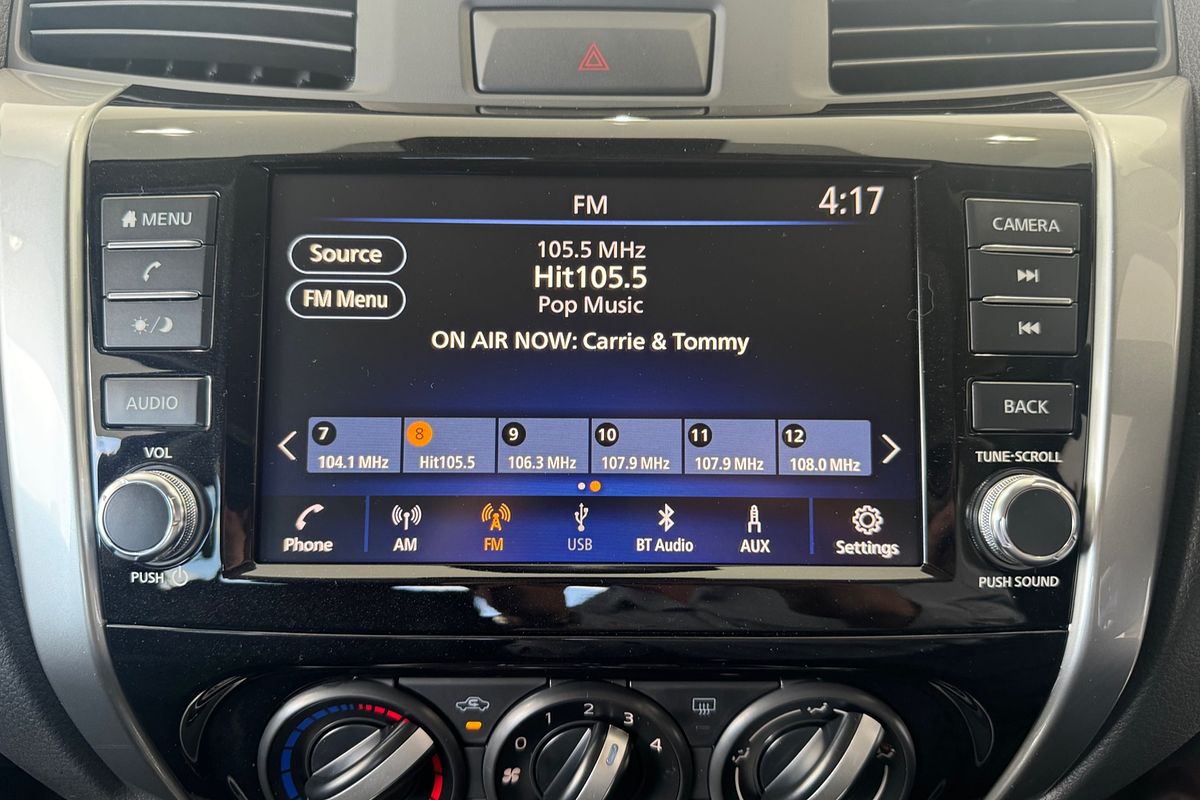 FM
4:17
MENU
Source
105.5 MHz
CAMERA
Hit105.5
FM Menu
Pop Music
ON AIR NOW: Carrie & Tommy
AUDIO
BACK
7
8
9
10
11
12
104.1 MHz
Hit105.5
106.3 MHz
107.9 MHz
107.9 MHz
108.0 MHz
VOL
TUNE-SCROLL
Phone
AM
FM
USB
BT Audio
AUX
Settings
PUSH
PUSH SOUND
0
1
2
3
4